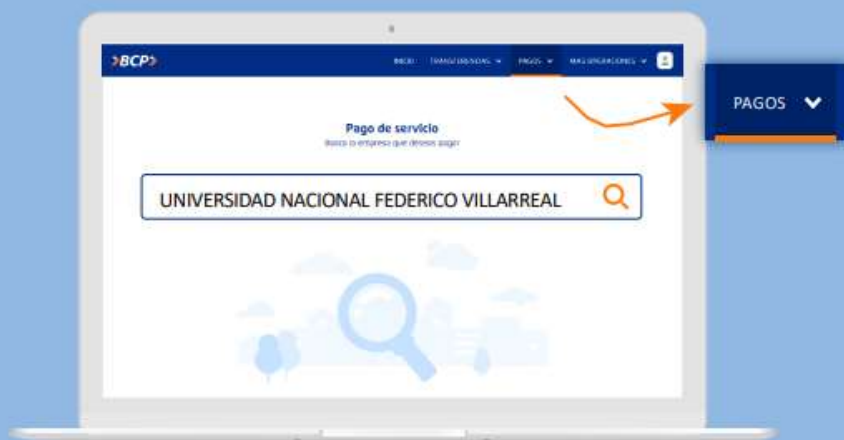 >BCP>
INICIO TRANSFERENCIAS PAGOS MÁS OPERACIONES
PAGOS
Pago de servicio
Busca la empresa que deseas pagar
UNIVERSIDAD NACIONAL FEDERICO VILLARREAL